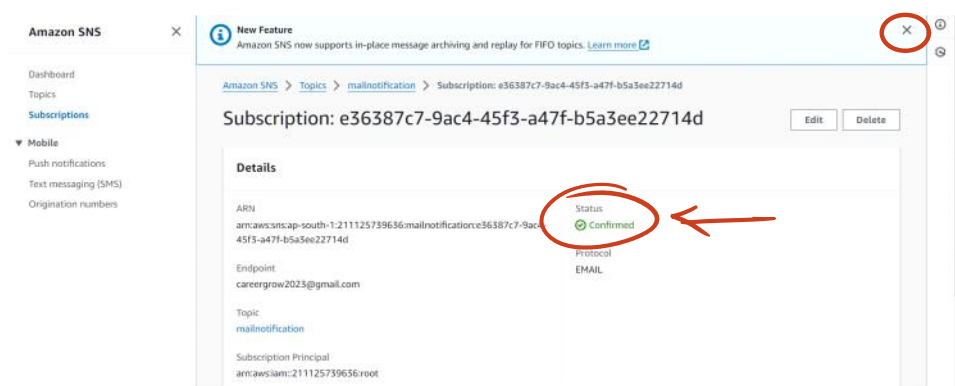 Amazon SNS
New Feature
Amazon SNS now supports in-place message archiving and replay for FIFO topics. Learn more
Dashboard
Topics
Subscriptions
Mobile
Push notifications
Text messaging (SMS)
Origination numbers
Amazon SNS > Topics > mailnotification > Subscription: e36387c7-9ac4-45f3-a47f-b5a3ee22714d
Subscription: e36387c7-9ac4-45f3-a47f-b5a3ee22714d
Edit
Delete
Details
ARN
arn:aws:sns:ap-south-1:211125739636:mailnotification:e36387c7-9ac4-
45f3-a47f-b5a3ee22714d
Endpoint
careergrow2023@gmail.com
Topic
mailnotification
Subscription Principal
arn:aws:iam::211125739636:root
Status
Confirmed
Protocol
EMAIL